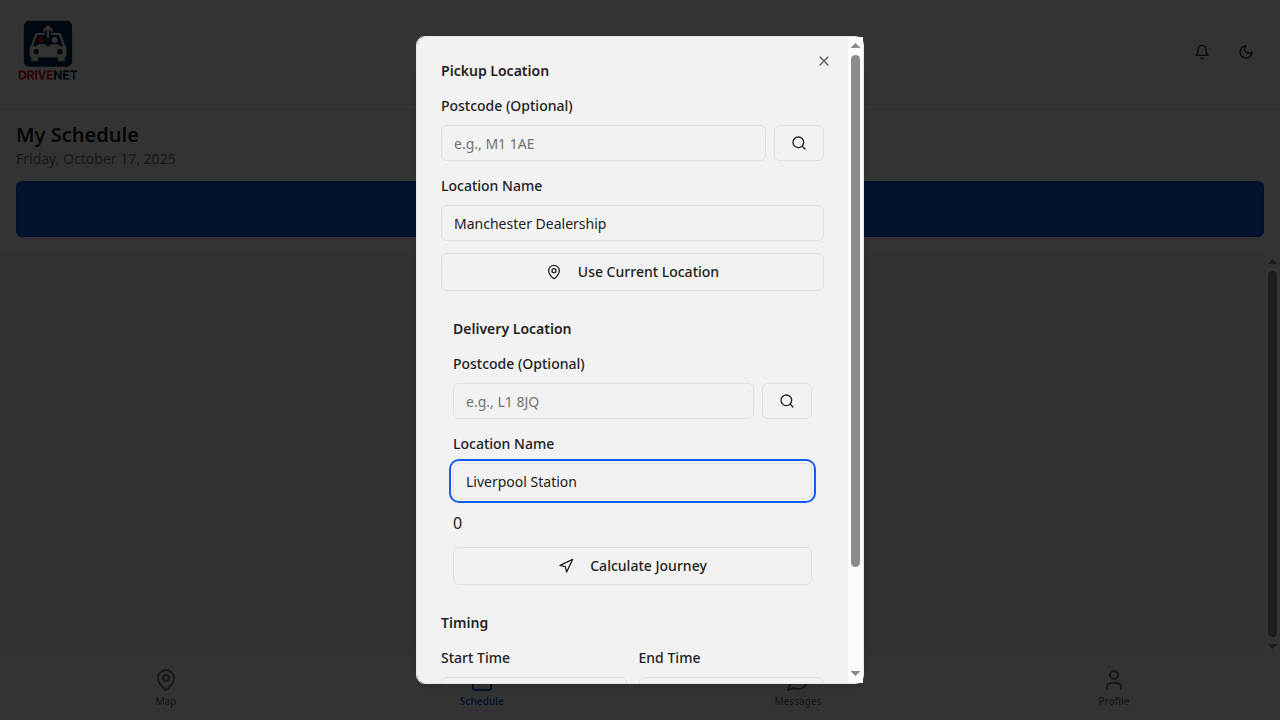 DRIVENET
My Schedule
Friday, October 17, 2025
Pickup Location
Postcode (Optional)
e.g., M1 1AE
Location Name
Manchester Dealership
Use Current Location
Delivery Location
Postcode (Optional)
e.g., L1 8JQ
Location Name
Liverpool Station
0
Calculate Journey
Timing
Start Time End Time
Map Schedule Messages Profile